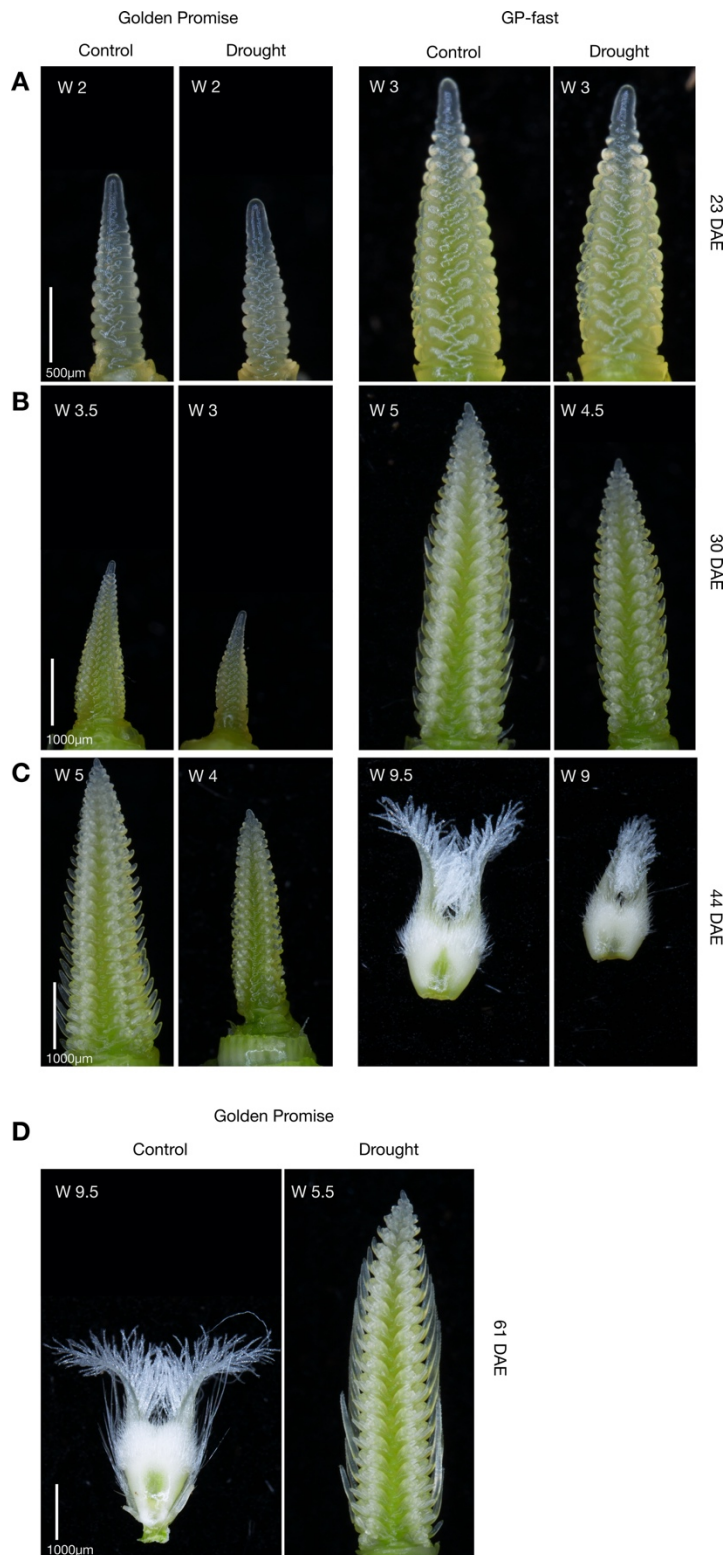 Golden Promise GP-fast
Control Drought Control Drought
A
W 2 W 2 W 3 W 3
23 DAE
500μm
B
W 3.5 W 3 W 5 W 4.5
30 DAE
1000μm
C
W 5 W 4 W 9.5 W 9
44 DAE
1000μm
Golden Promise
D
Control Drought
W 9.5 W 5.5
61 DAE
1000μm